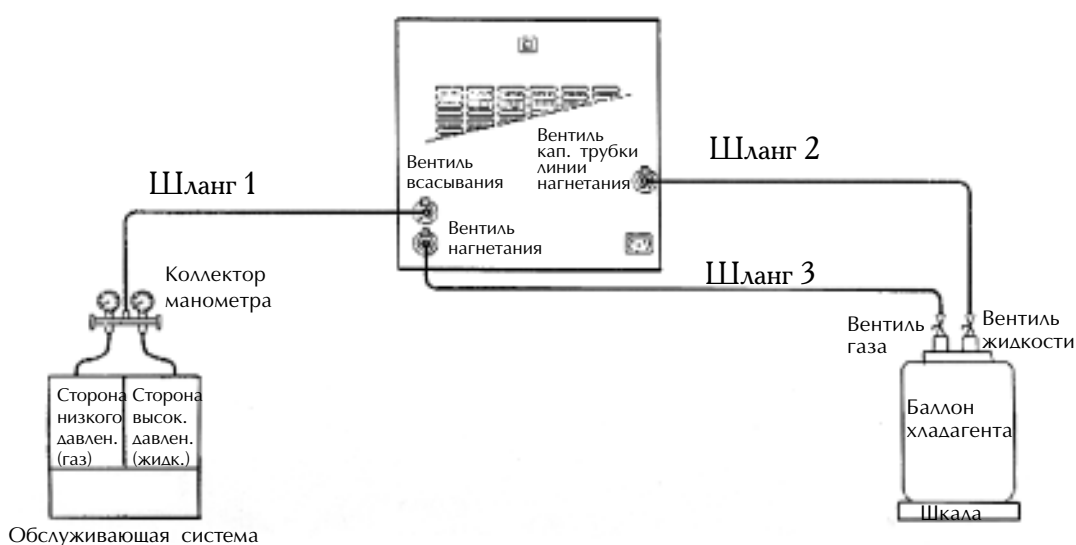 Вентиль
кап. трубки
линии
нагнетания
Вентиль
всасывания
Шланг 2
Шланг 1
Вентиль
нагнетания
Шланг 3
Коллектор
манометра
Вентиль
газа
Вентиль
жидкости
Сторона
низкого
давлен.
(газ)
Сторона
высок.
давлен.
(жидк.)
Баллон
хладагента
Шкала
Обслуживающая система